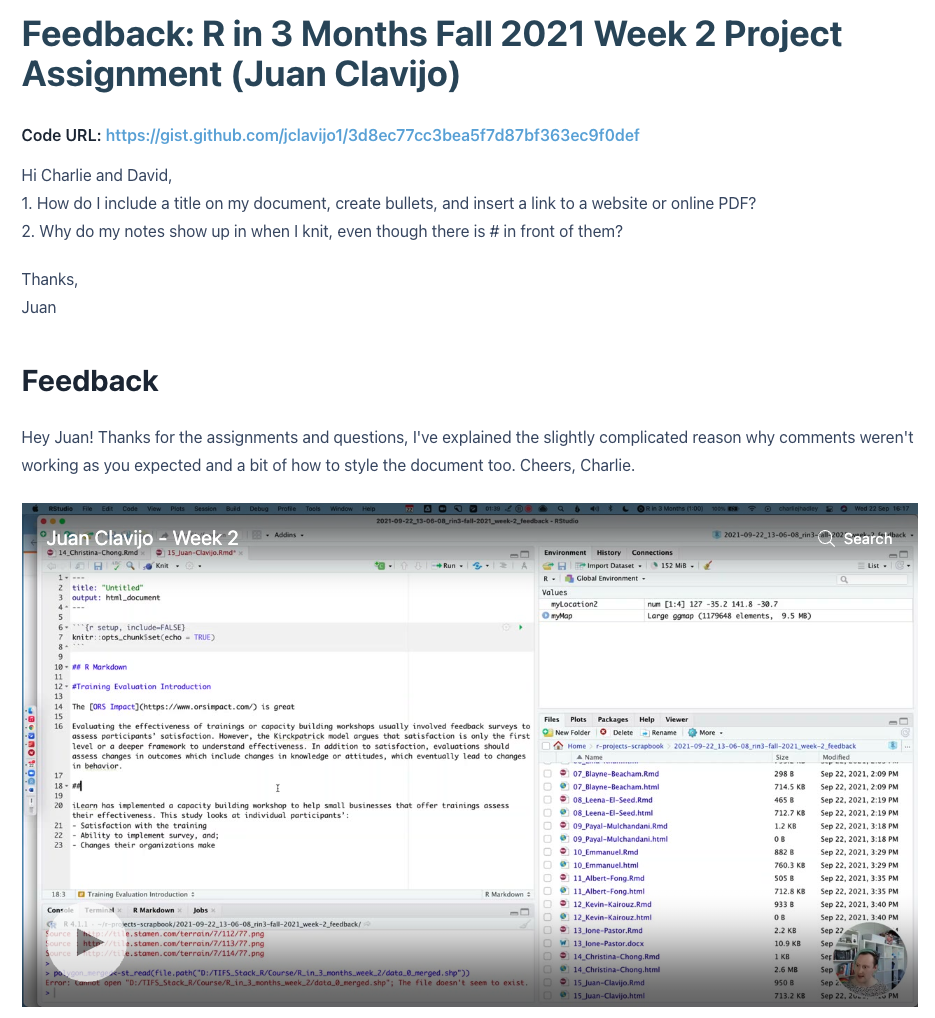 Feedback: R in 3 Months Fall 2021 Week 2 Project
Assignment (Juan Clavijo)
Code URL: https://gist.github.com/jclavijo1/3d8ec77cc3bea5f7d87bf363ec9f0def
Hi Charlie and David,
1. How do I include a title on my document, create bullets, and insert a link to a website or online PDF?
2. Why do my notes show up in when I knit, even though there is # in front of them?
Thanks,
Juan
Feedback
Hey Juan! Thanks for the assignments and questions, I've explained the slightly complicated reason why comments weren't
working as you expected and a bit of how to style the document too. Cheers, Charlie.
RStudio File Edit Code View Plots Session Build Debug Profile Tools Window Help
2021-09-22_13-06-08_rin3-fall-2021_week-2_feedback - RStudio
Juan Clavijo - Week 2
Addins
Search
14_Christina-Chong.Rmd
15_Juan-Clavijo.Rmd*
Knit
Run
1 ---
2 title: "Untitled"
3 output: html_document
4 ---
5
6 ```{r setup, include=FALSE}
7 knitr::opts_chunk$set(echo = TRUE)
8 ```
9
10 ## R Markdown
11
12 #Training Evaluation Introduction
13
14 The [ORS Impact](https://www.orsimpact.com/) is great
15
16 Evaluating the effectiveness of trainings or capacity building workshops usually involved feedback surveys to
assess participants' satisfaction. However, the Kirckpatrick model argues that satisfaction is only the first
level or a deeper framework to understand effectiveness. In addition to satisfaction, evaluations should
assess changes in outcomes which include changes in knowledge or attitudes, which eventually lead to changes
in behavior.
17
18 ##
19
20 iLearn has implemented a capacity building workshop to help small businesses that offer trainings assess
their effectiveness. This study looks at individual participants':
21 - Satisfaction with the training
22 - Ability to implement survey, and;
23 - Changes their organizations make
18:3 Training Evaluation Introduction
R Markdown
Console Terminal R Markdown Jobs
R 4.1.1 ~/r-projects-scrapbook/2021-09-22_13-06-08_rin3-fall-2021_week-2_feedback/
Source : http://tile.stamen.com/terrain/7/112/77.png
Source : http://tile.stamen.com/terrain/7/113/77.png
Source : http://tile.stamen.com/terrain/7/114/77.png
>
> polygon_merge<-st_read(file.path("D:/TIFS_Stack_R/Course/R_in_3_months_week_2/data_0_merged.shp"))
Error: Cannot open "D:/TIFS_Stack_R/Course/R_in_3_months_week_2/data_0_merged.shp"; The file doesn't seem to exist.
>
Environment History Connections
Import Dataset 152 MiB
List
R Global Environment
Values
myLocation2 num [1:4] 127 -35.2 141.8 -30.7
myMap Large ggmap (1179648 elements, 9.5 MB)
Files Plots Packages Help Viewer
New Folder Delete Rename More
Home r-projects-scrapbook 2021-09-22_13-06-08_rin3-fall-2021_week-2_feedback
Name Size Modified
07_Blayne-Beacham.Rmd 298 B Sep 22, 2021, 2:09 PM
07_Blayne-Beacham.html 714.5 KB Sep 22, 2021, 2:09 PM
08_Leena-El-Seed.Rmd 465 B Sep 22, 2021, 2:19 PM
08_Leena-El-Seed.html 712.7 KB Sep 22, 2021, 2:19 PM
09_Payal-Mulchandani.Rmd 1.2 KB Sep 22, 2021, 3:18 PM
09_Payal-Mulchandani.html 0 B Sep 22, 2021, 3:18 PM
10_Emmanuel.Rmd 882 B Sep 22, 2021, 3:29 PM
10_Emmanuel.html 760.3 KB Sep 22, 2021, 3:29 PM
11_Albert-Fong.Rmd 505 B Sep 22, 2021, 3:35 PM
11_Albert-Fong.html 712.8 KB Sep 22, 2021, 3:35 PM
12_Kevin-Kairouz.Rmd 933 B Sep 22, 2021, 3:40 PM
12_Kevin-Kairouz.html 0 B Sep 22, 2021, 3:40 PM
13_Ione-Pastor.Rmd 2.2 KB Sep 22, 2021
13_Ione-Pastor.docx 10.9 KB Sep 22, 2021
14_Christina-Chong.Rmd 1 KB Sep 22, 2021
14_Christina-Chong.html 2.6 MB Sep 22, 2021
15_Juan-Clavijo.Rmd 950 B Sep 22, 2021
15_Juan-Clavijo.html 713.2 KB Sep 22, 2021